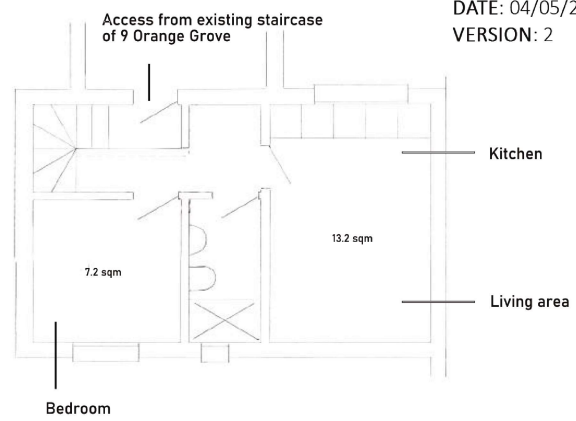 Access from existing staircase
of 9 Orange Grove
DATE: 04/05/2
VERSION: 2
Kitchen
13.2 sqm
7.2 sqm
Living area
Bedroom